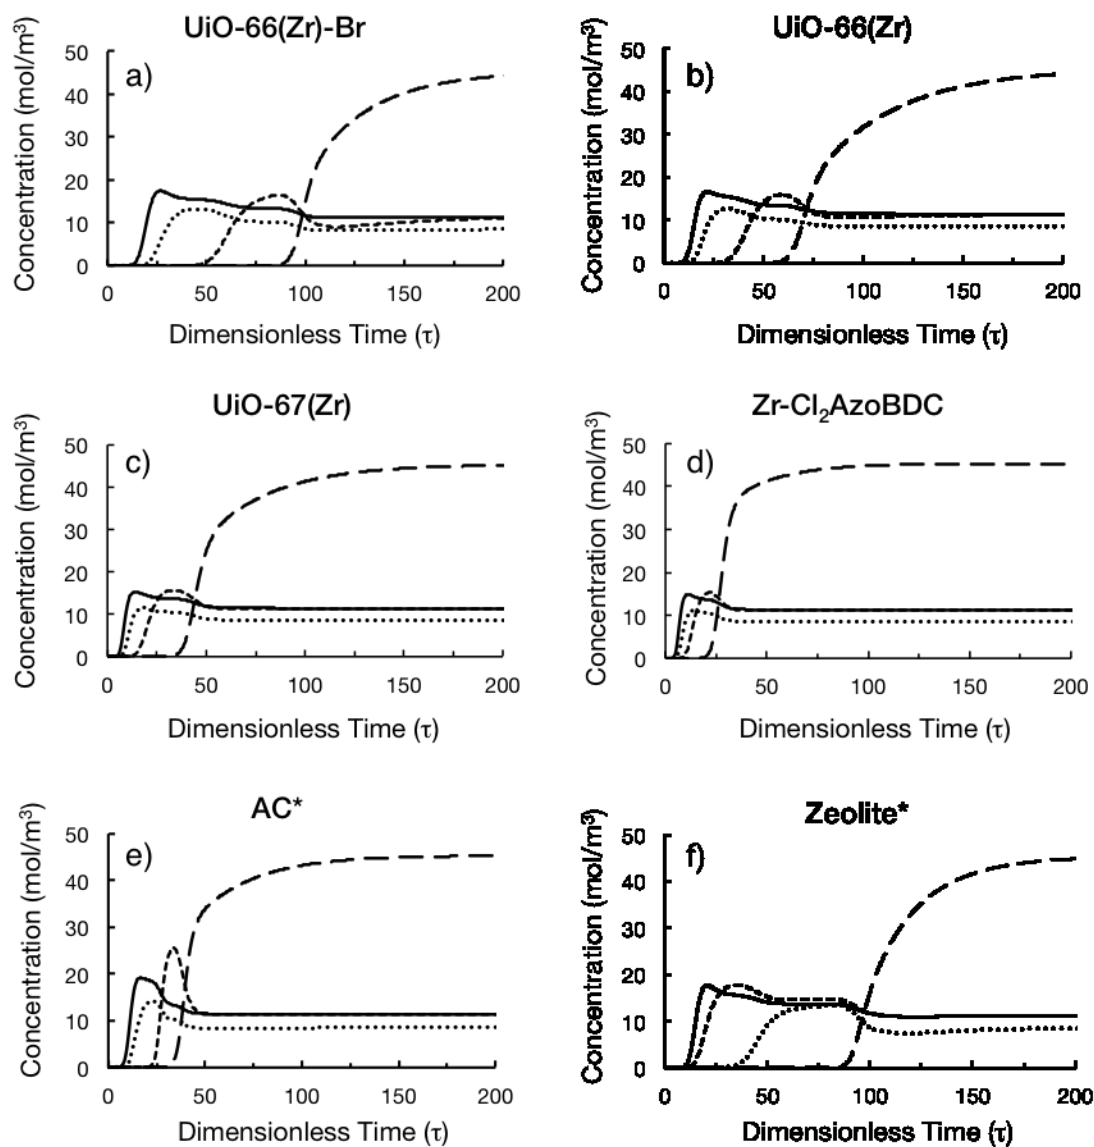 UiO-66(Zr)-Br
a)
Concentration (mol/m³)
50
40
30
20
10
0
0 50 100 150 200
Dimensionless Time (τ)
UiO-66(Zr)
b)
Concentration (mol/m³)
50
40
30
20
10
0
0 50 100 150 200
Dimensionless Time (τ)
UiO-67(Zr)
c)
Concentration (mol/m³)
50
40
30
20
10
0
0 50 100 150 200
Dimensionless Time (τ)
Zr-Cl₂AzoBDC
d)
Concentration (mol/m³)
50
40
30
20
10
0
0 50 100 150 200
Dimensionless Time (τ)
AC*
e)
Concentration (mol/m³)
50
40
30
20
10
0
0 50 100 150 200
Dimensionless Time (τ)
Zeolite*
f)
Concentration (mol/m³)
50
40
30
20
10
0
0 50 100 150 200
Dimensionless Time (τ)